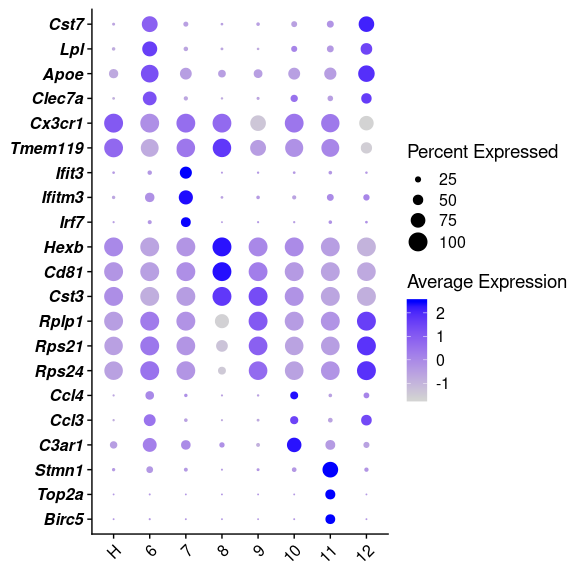 Cst7
Lpl
Apoe
Clec7a
Cx3cr1
Tmem119
Ifit3
Ifitm3
Irf7
Hexb
Cd81
Cst3
Rplp1
Rps21
Rps24
Ccl4
Ccl3
C3ar1
Stmn1
Top2a
Birc5
H 6 7 8 9 10 11 12
Percent Expressed
25
50
75
100
Average Expression
2
1
0
-1